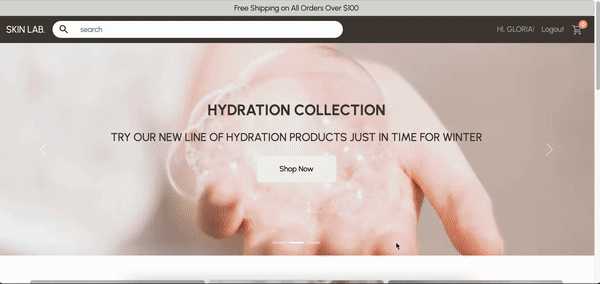 Free Shipping on All Orders Over $100
SKIN LAB. search HI, GLORIA! Logout 0
HYDRATION COLLECTION
TRY OUR NEW LINE OF HYDRATION PRODUCTS JUST IN TIME FOR WINTER
Shop Now